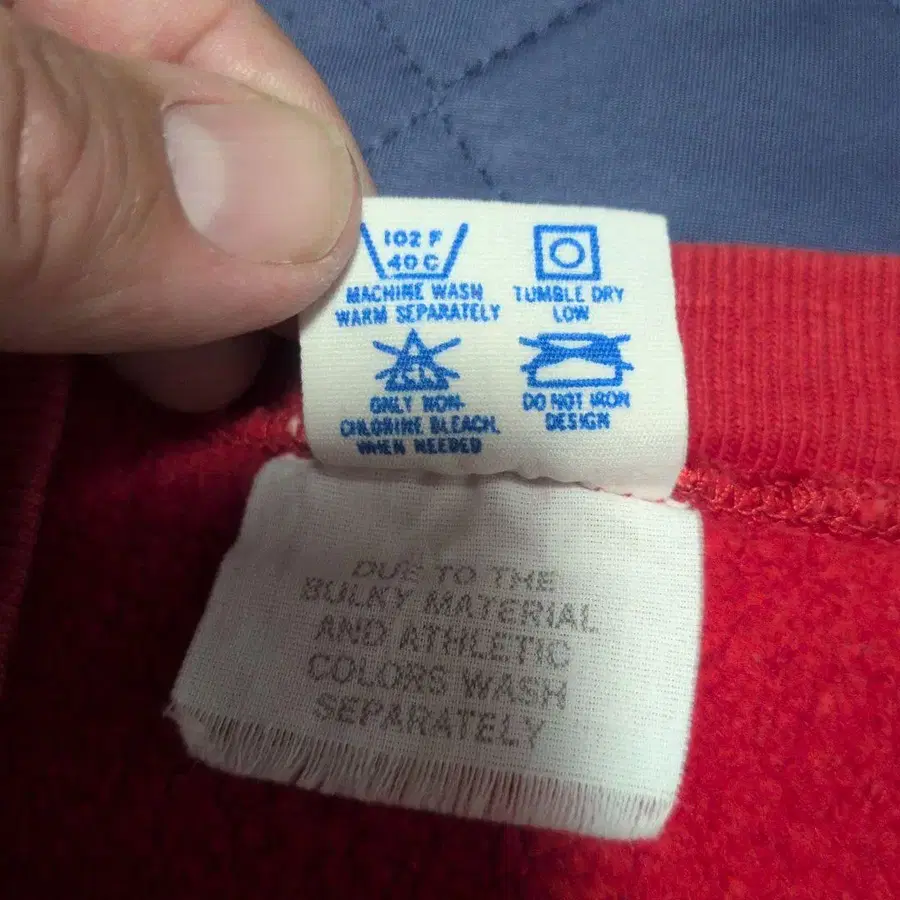 102 F
40 C
MACHINE WASH
WARM SEPARATELY
TUMBLE DRY
LOW
CL
ONLY NON-
CHLORINE BLEACH,
WHEN NEEDED
DO NOT IRON
DESIGN
DUE TO THE
BULKY MATERIAL
AND ATHLETIC
COLORS WASH
SEPARATELY